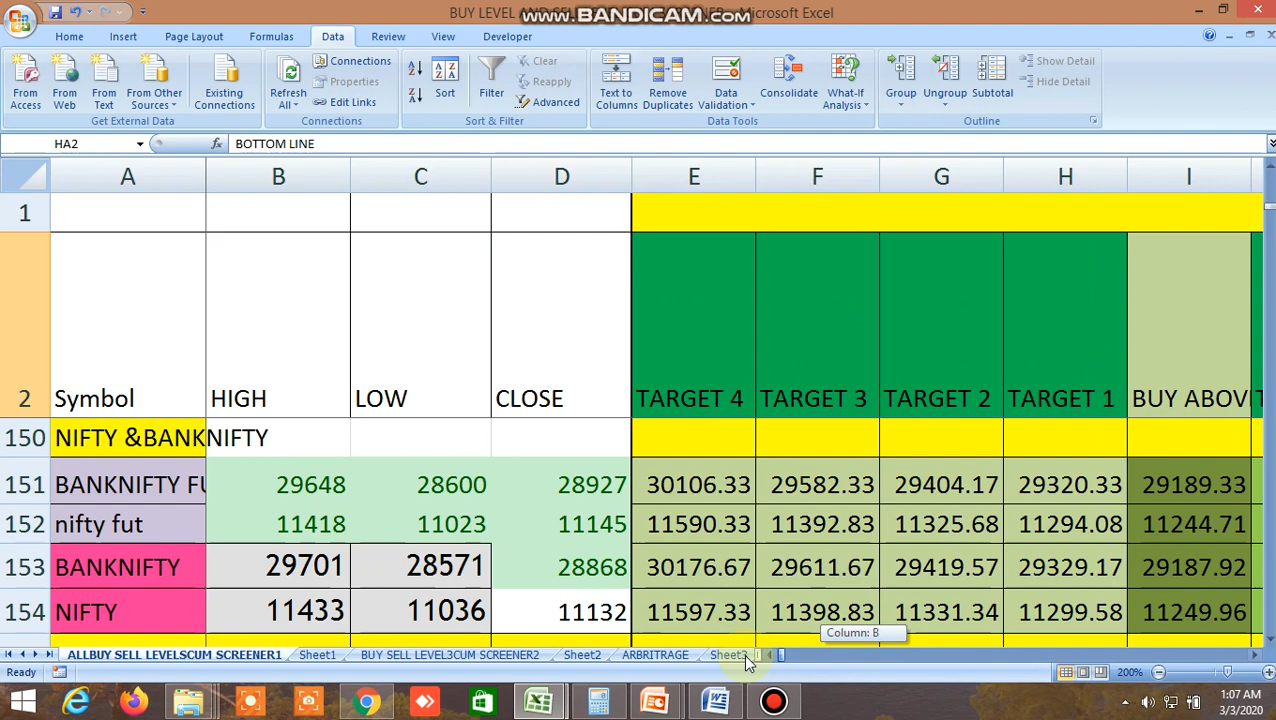 BUY LEVEL AND SEL
NER - Microsoft Excel
www.BANDICAM.com
Home Insert Page Layout Formulas Data Review View Developer
From Access
From Web
From Text
From Other Sources
Existing Connections
Get External Data
Refresh All
Connections
Properties
Edit Links
Connections
Sort
Filter
Clear
Reapply
Advanced
Sort & Filter
Text to Columns
Remove Duplicates
Data Validation
Consolidate
What-If Analysis
Data Tools
Group
Ungroup
Subtotal
Show Detail
Hide Detail
Outline
HA2 fx BOTTOM LINE
A B C D E F G H I
1
2 Symbol HIGH LOW CLOSE TARGET 4 TARGET 3 TARGET 2 TARGET 1 BUY ABOV T
150 NIFTY &BANKNIFTY
151 BANKNIFTY FU 29648 28600 28927 30106.33 29582.33 29404.17 29320.33 29189.33
152 nifty fut 11418 11023 11145 11590.33 11392.83 11325.68 11294.08 11244.71
153 BANKNIFTY 29701 28571 28868 30176.67 29611.67 29419.57 29329.17 29187.92
154 NIFTY 11433 11036 11132 11597.33 11398.83 11331.34 11299.58 11249.96
Column: B
ALLBUY SELL LEVELSCUM SCREENER1 Sheet1 BUY SELL LEVEL3CUM SCREENER2 Sheet2 ARBRITRAGE Sheet3
Ready 200%
1:07 AM
3/3/2020